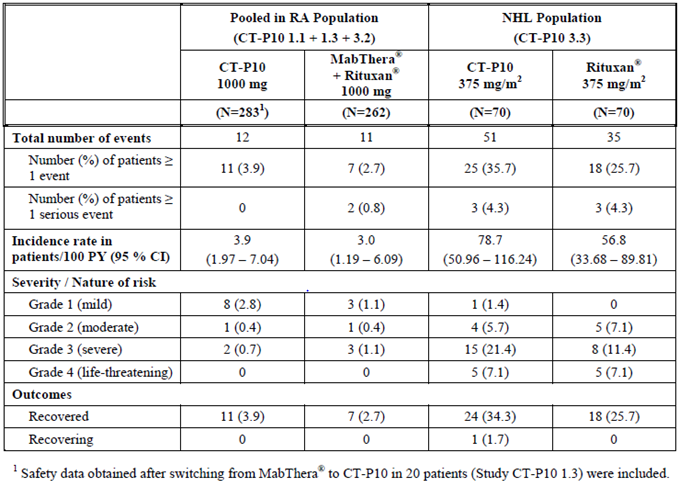 Pooled in RA Population
(CT-P10 1.1 + 1.3 + 3.2)
NHL Population
(CT-P10 3.3)
CT-P10
1000 mg
MabThera®
+ Rituxan®
1000 mg
CT-P10
375 mg/m²
Rituxan®
375 mg/m²
(N=283¹)
(N=262)
(N=70)
(N=70)
Total number of events 12 11 51 35
Number (%) of patients ≥
1 event
11 (3.9) 7 (2.7) 25 (35.7) 18 (25.7)
Number (%) of patients ≥
1 serious event
0 2 (0.8) 3 (4.3) 3 (4.3)
Incidence rate in
patients/100 PY (95 % CI)
3.9
(1.97 – 7.04)
3.0
(1.19 – 6.09)
78.7
(50.96 – 116.24)
56.8
(33.68 – 89.81)
Severity / Nature of risk
Grade 1 (mild) 8 (2.8) 3 (1.1) 1 (1.4) 0
Grade 2 (moderate) 1 (0.4) 1 (0.4) 4 (5.7) 5 (7.1)
Grade 3 (severe) 2 (0.7) 3 (1.1) 15 (21.4) 8 (11.4)
Grade 4 (life-threatening) 0 0 5 (7.1) 5 (7.1)
Outcomes
Recovered 11 (3.9) 7 (2.7) 24 (34.3) 18 (25.7)
Recovering 0 0 1 (1.7) 0
¹ Safety data obtained after switching from MabThera® to CT-P10 in 20 patients (Study CT-P10 1.3) were included.